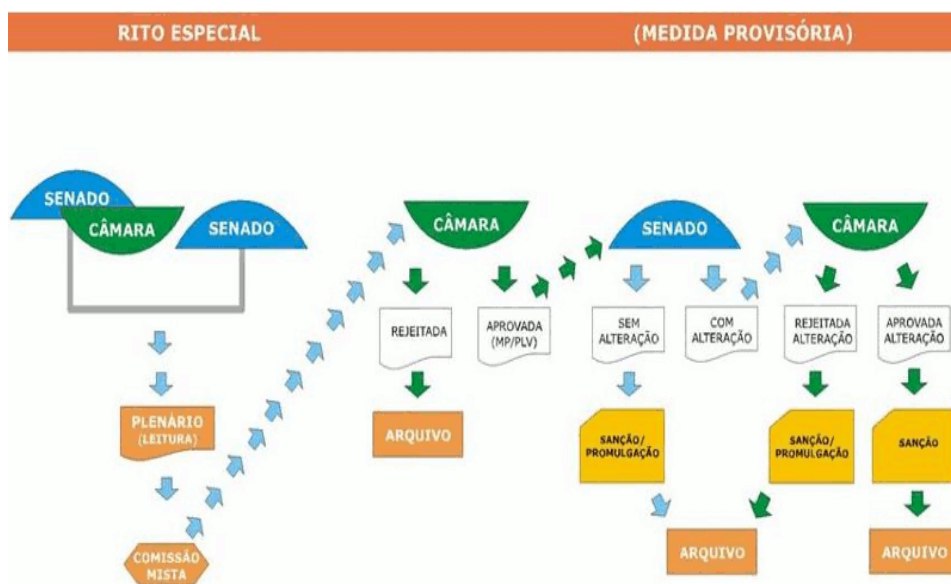 RITO ESPECIAL
(MEDIDA PROVISÓRIA)
SENADO
CÂMARA
SENADO
PLENÁRIO
(LEITURA)
COMISSÃO
MISTA
CÂMARA
REJEITADA
APROVADA
(MP/PLV)
ARQUIVO
SENADO
SEM
ALTERAÇÃO
COM
ALTERAÇÃO
SANÇÃO/
PROMULGAÇÃO
CÂMARA
REJEITADA
ALTERAÇÃO
APROVADA
ALTERAÇÃO
SANÇÃO/
PROMULGAÇÃO
SANÇÃO
ARQUIVO
ARQUIVO